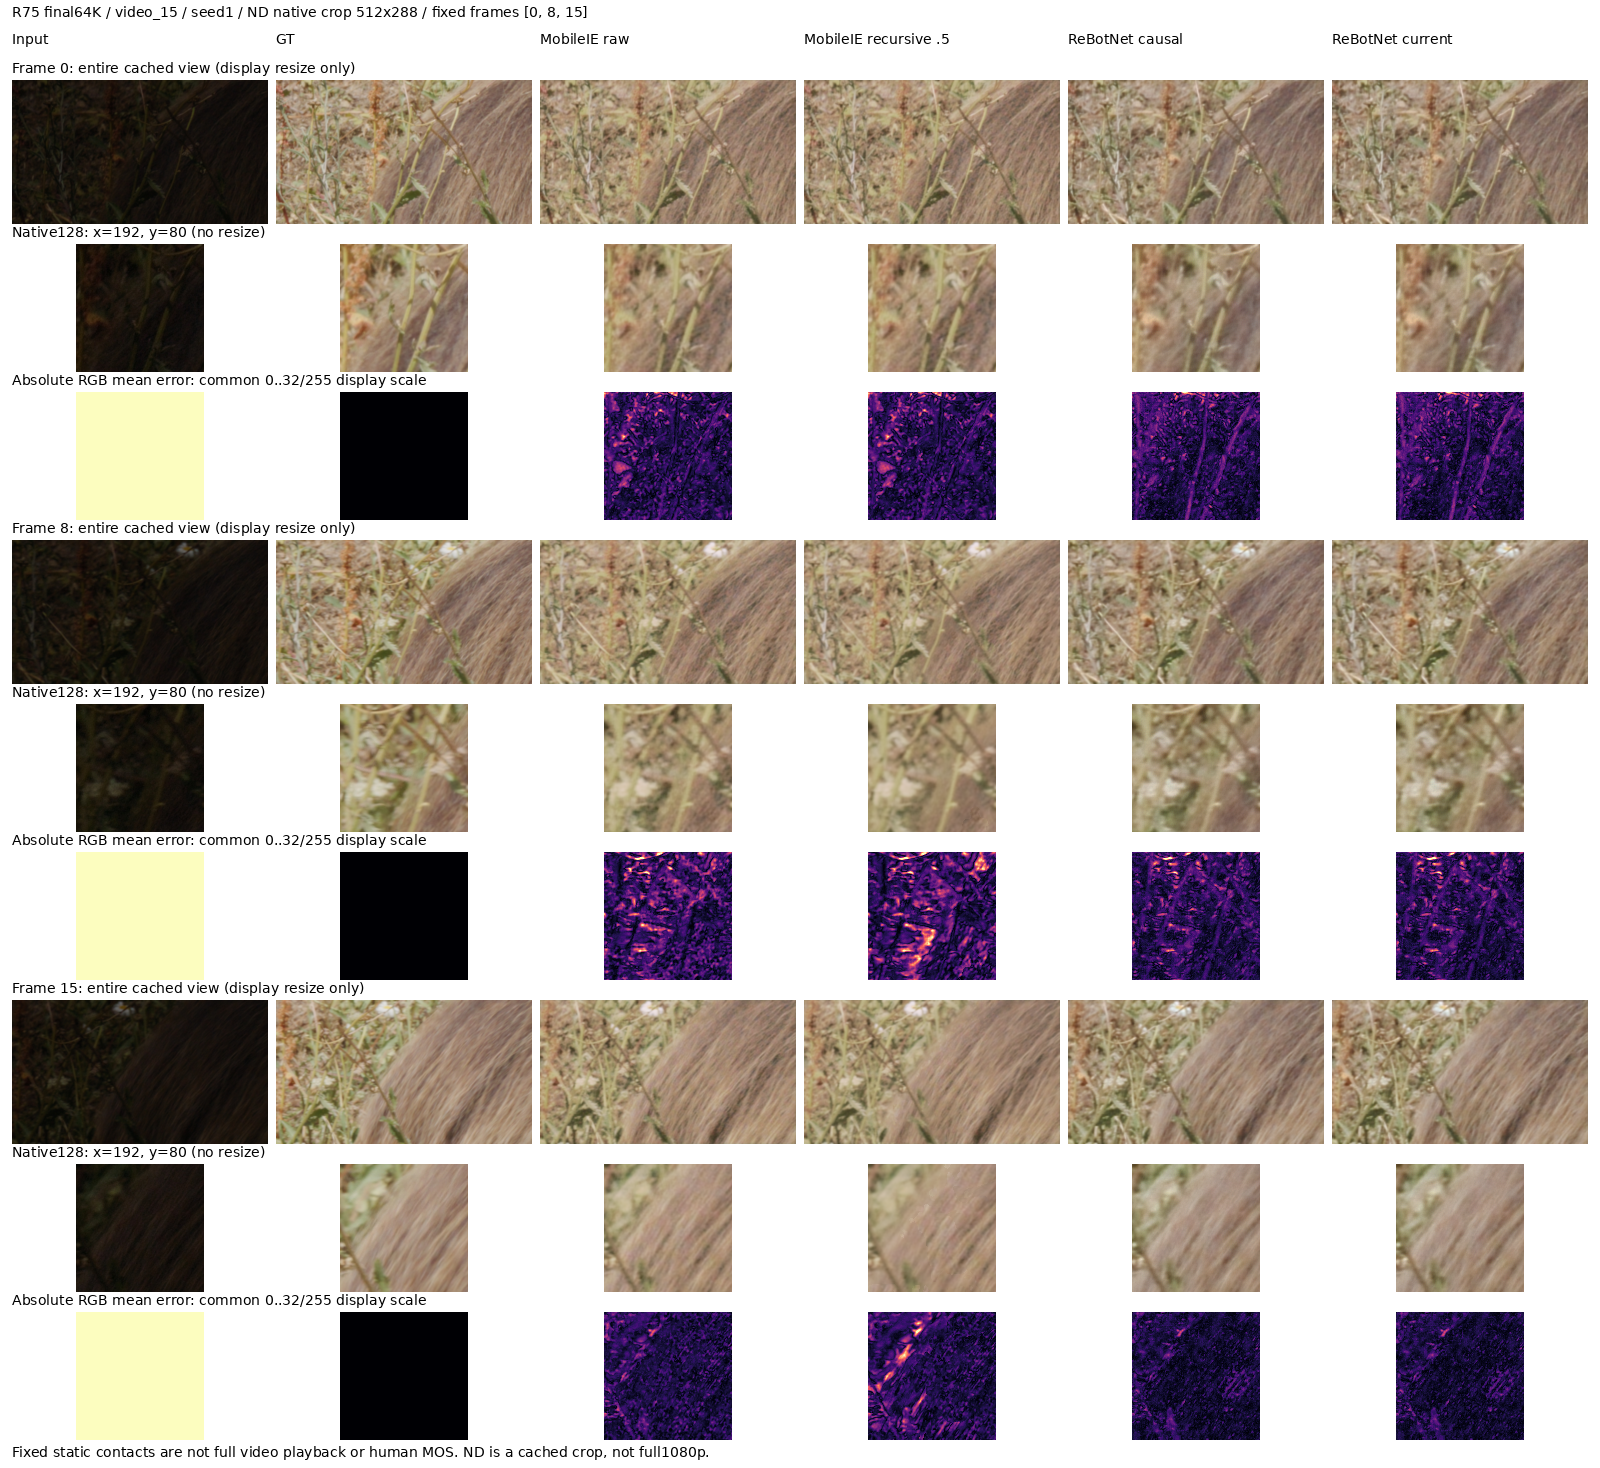 R75 final64K / video_15 / seed1 / ND native crop 512x288 / fixed frames [0, 8, 15]
Input GT MobileIE raw MobileIE recursive .5 ReBotNet causal ReBotNet current
Frame 0: entire cached view (display resize only)
Native128: x=192, y=80 (no resize)
Absolute RGB mean error: common 0..32/255 display scale
Frame 8: entire cached view (display resize only)
Native128: x=192, y=80 (no resize)
Absolute RGB mean error: common 0..32/255 display scale
Frame 15: entire cached view (display resize only)
Native128: x=192, y=80 (no resize)
Absolute RGB mean error: common 0..32/255 display scale
Fixed static contacts are not full video playback or human MOS. ND is a cached crop, not full1080p.